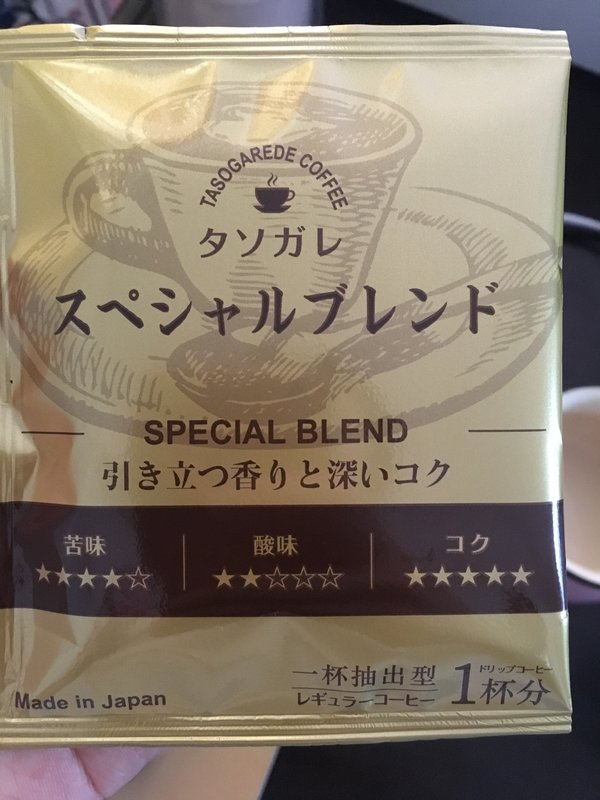 TASOGAREDE COFFEE
タソガレ
スペシャルブレンド
SPECIAL BLEND
引き立つ香りと深いコク
苦味 酸味 コク
★★★★☆ ★★☆☆☆ ★★★★★
Made in Japan
一杯抽出型
レギュラーコーヒー
ドリップコーヒー
1杯分